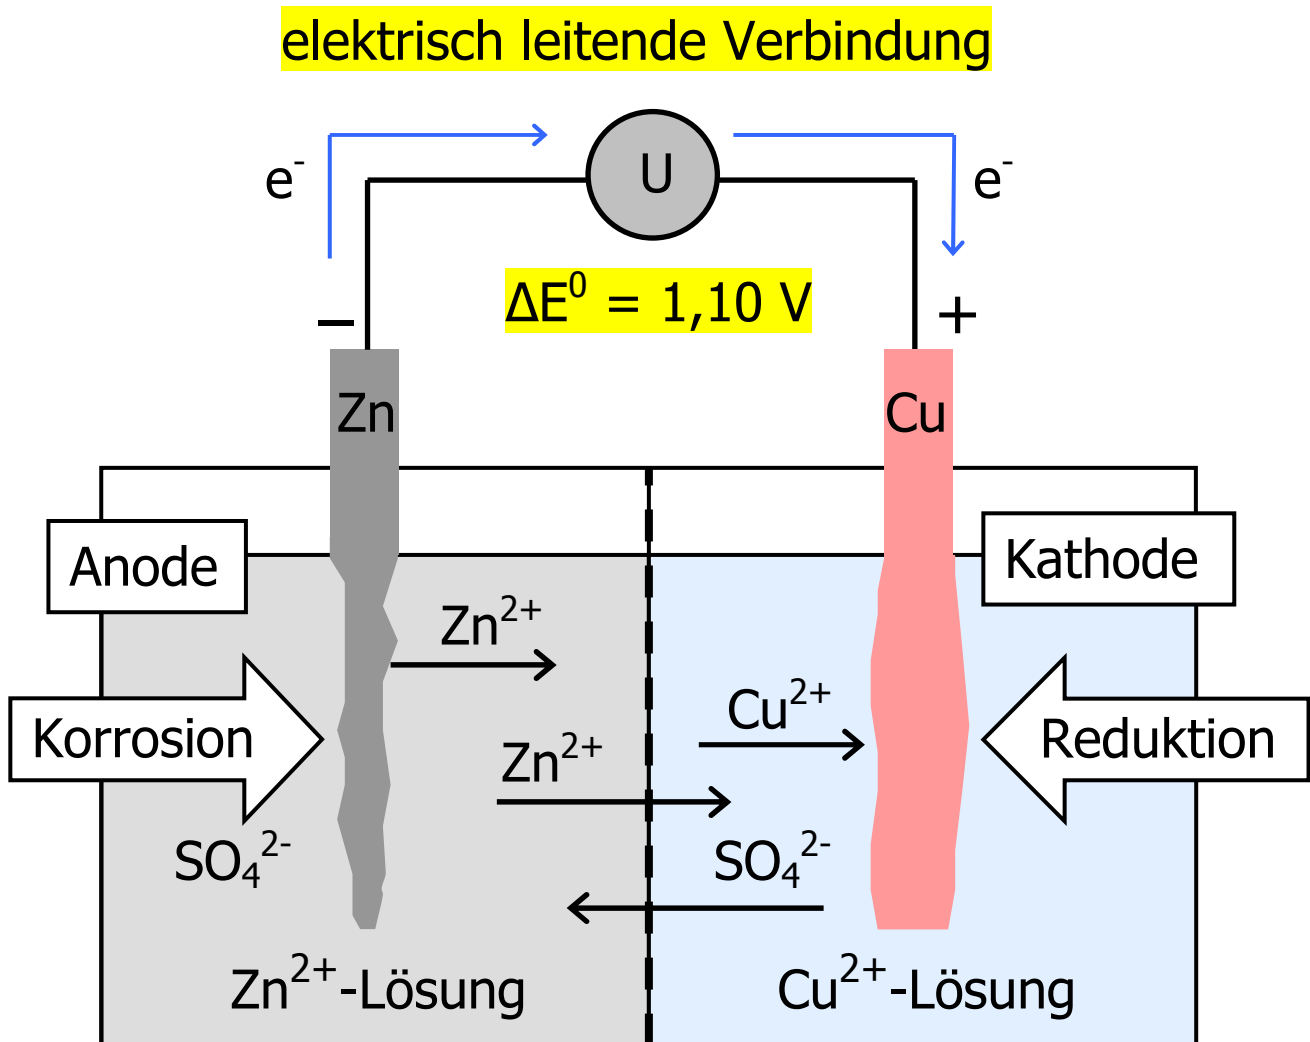 elektrisch leitende Verbindung
e⁻
U
e⁻
ΔE⁰ = 1,10 V
− +
Zn
Cu
Anode
Kathode
Zn²⁺
Cu²⁺
Korrosion
Reduktion
Zn²⁺
SO₄²⁻
SO₄²⁻
Zn²⁺-Lösung
Cu²⁺-Lösung